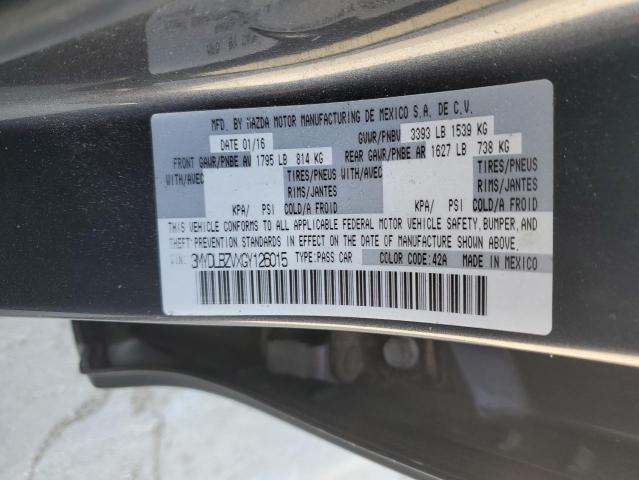 MFD. BY MAZDA MOTOR MANUFACTURING DE MEXICO S.A. DE C.V.
DATE 01/16 GVWR/PNBV 3393 LB 1539 KG
FRONT GAWR/PNBE AV 1795 LB 814 KG REAR GAWR/PNBE AR 1627 LB 738 KG
WITH/AVEC TIRES/PNEUS WITH/AVEC TIRES/PNEUS
RIMS/JANTES RIMS/JANTES
KPA/ PSI COLD/A FROID KPA/ PSI COLD/A FROID
THIS VEHICLE CONFORMS TO ALL APPLICABLE FEDERAL MOTOR VEHICLE SAFETY, BUMPER, AND
THEFT PREVENTION STANDARDS IN EFFECT ON THE DATE OF MANUFACTURE SHOWN ABOVE.
VIN: 3MYDLBZVXGY126015 TYPE:PASS CAR COLOR CODE:42A MADE IN MEXICO